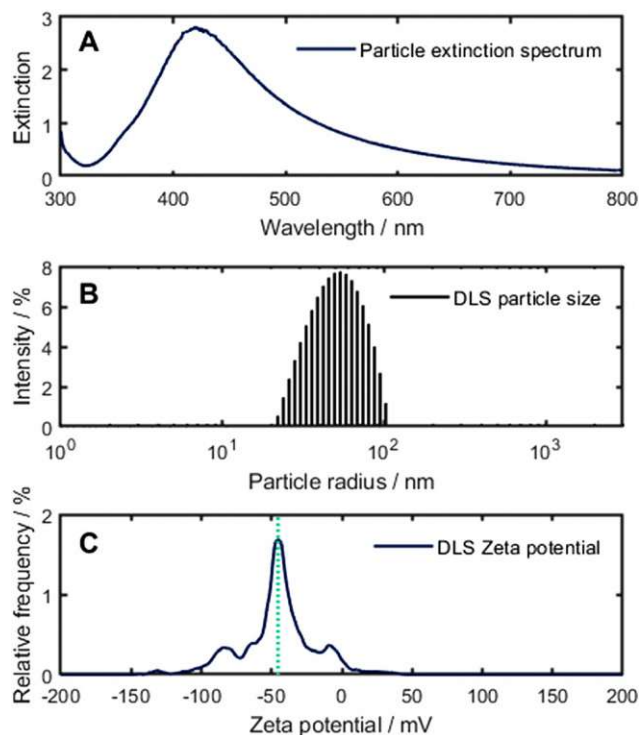 A
Particle extinction spectrum
Extinction
3
2
1
0
300 400 500 600 700 800
Wavelength / nm
B
DLS particle size
Intensity / %
8
6
4
2
0
10^0 10^1 10^2 10^3
Particle radius / nm
C
DLS Zeta potential
Relative frequency / %
2
1
0
-200 -150 -100 -50 0 50 100 150 200
Zeta potential / mV